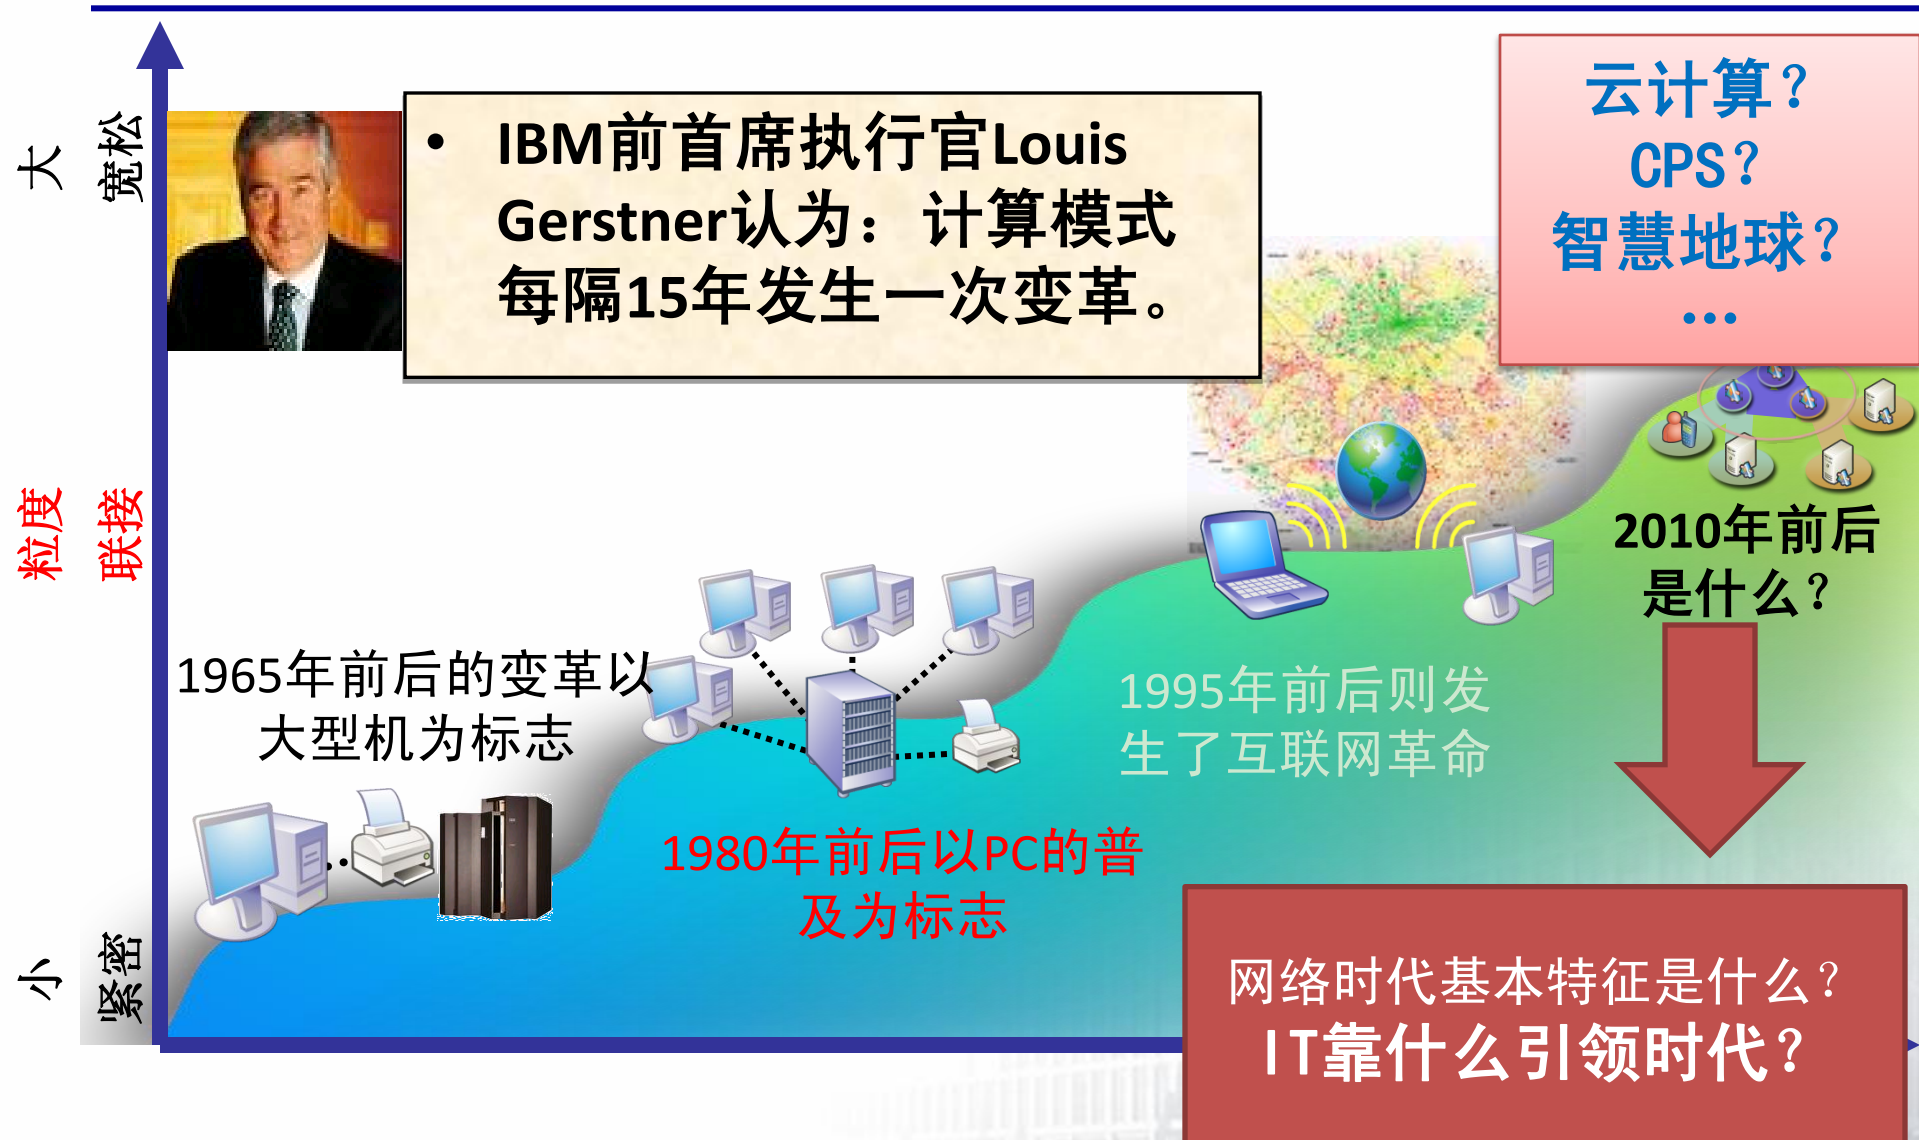 大
宽松
粒度
联接
小
紧密
• IBM前首席执行官Louis
Gerstner认为：计算模式
每隔15年发生一次变革。
云计算？
CPS？
智慧地球？
…
2010年前后
是什么？
1965年前后的变革以
大型机为标志
1995年前后则发
生了互联网革命
1980年前后以PC的普
及为标志
网络时代基本特征是什么？
IT靠什么引领时代？